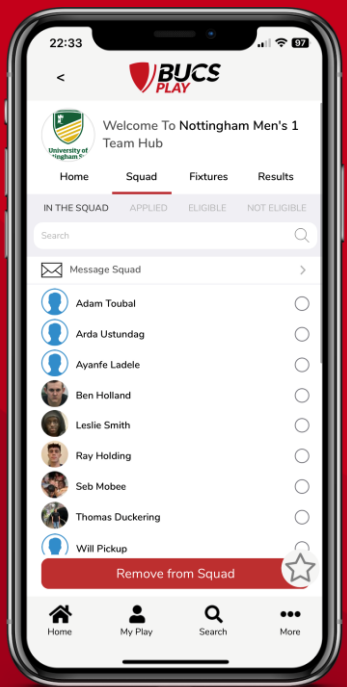 22:33
97
<
BUCS
PLAY
Welcome To Nottingham Men's 1
Team Hub
University of
Home Squad Fixtures Results
IN THE SQUAD APPLIED ELIGIBLE NOT ELIGIBLE
Search
Message Squad >
Adam Toubal
Arda Ustundag
Ayanfe Ladele
Ben Holland
Leslie Smith
Ray Holding
Seb Mobee
Thomas Duckering
Will Pickup
Remove from Squad
Home My Play Search More